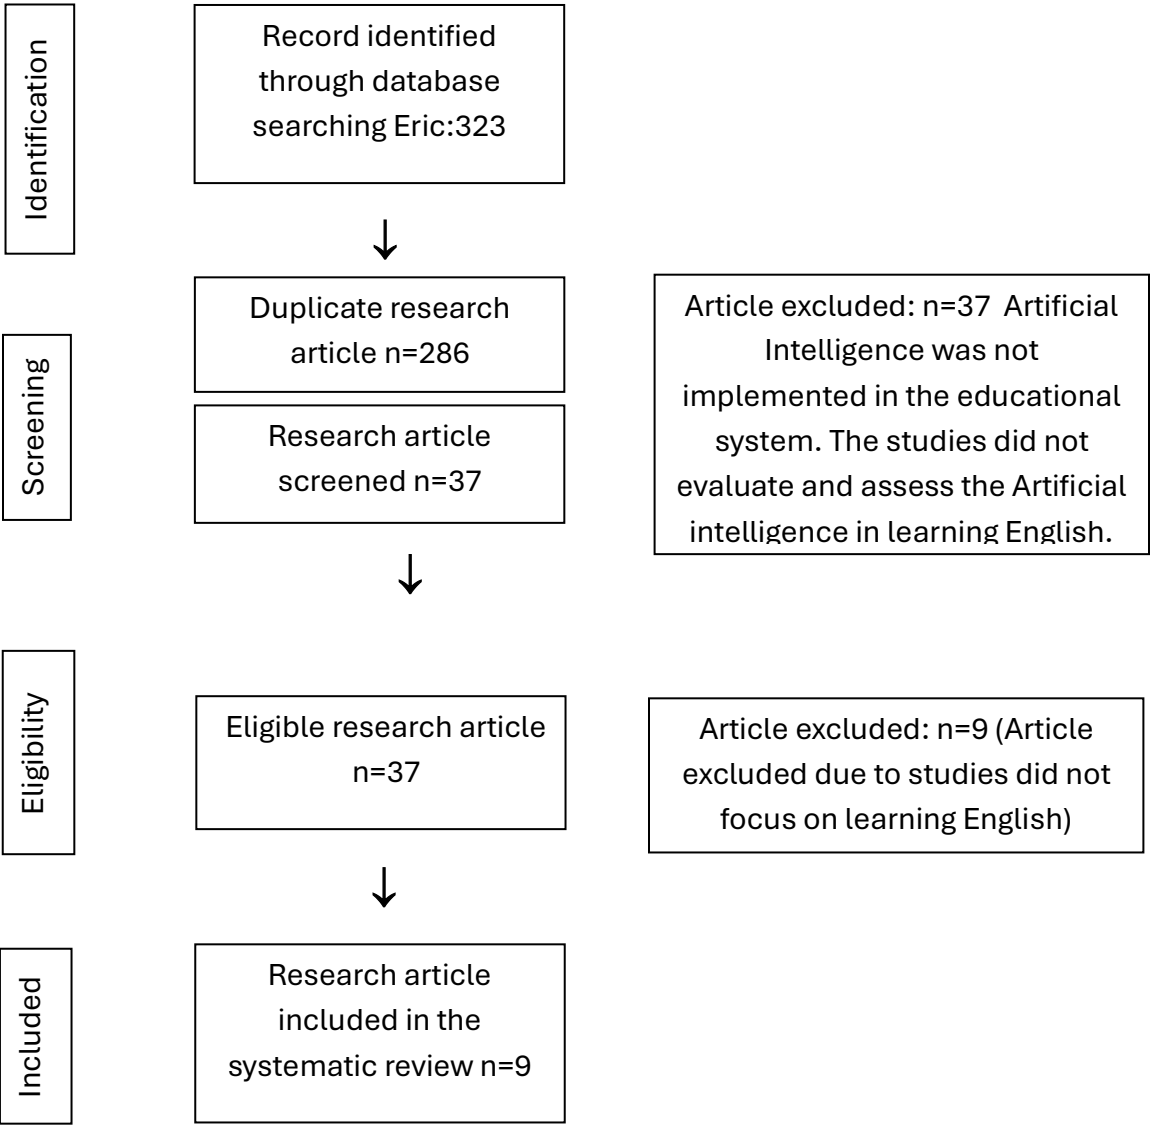 Identification
Record identified
through database
searching Eric:323
↓
Screening
Duplicate research
article n=286
Research article
screened n=37
Article excluded: n=37  Artificial
Intelligence was not
implemented in the educational
system. The studies did not
evaluate and assess the Artificial
intelligence in learning English.
↓
Eligibility
Eligible research article
n=37
Article excluded: n=9 (Article
excluded due to studies did not
focus on learning English)
↓
Included
Research article
included in the
systematic review n=9